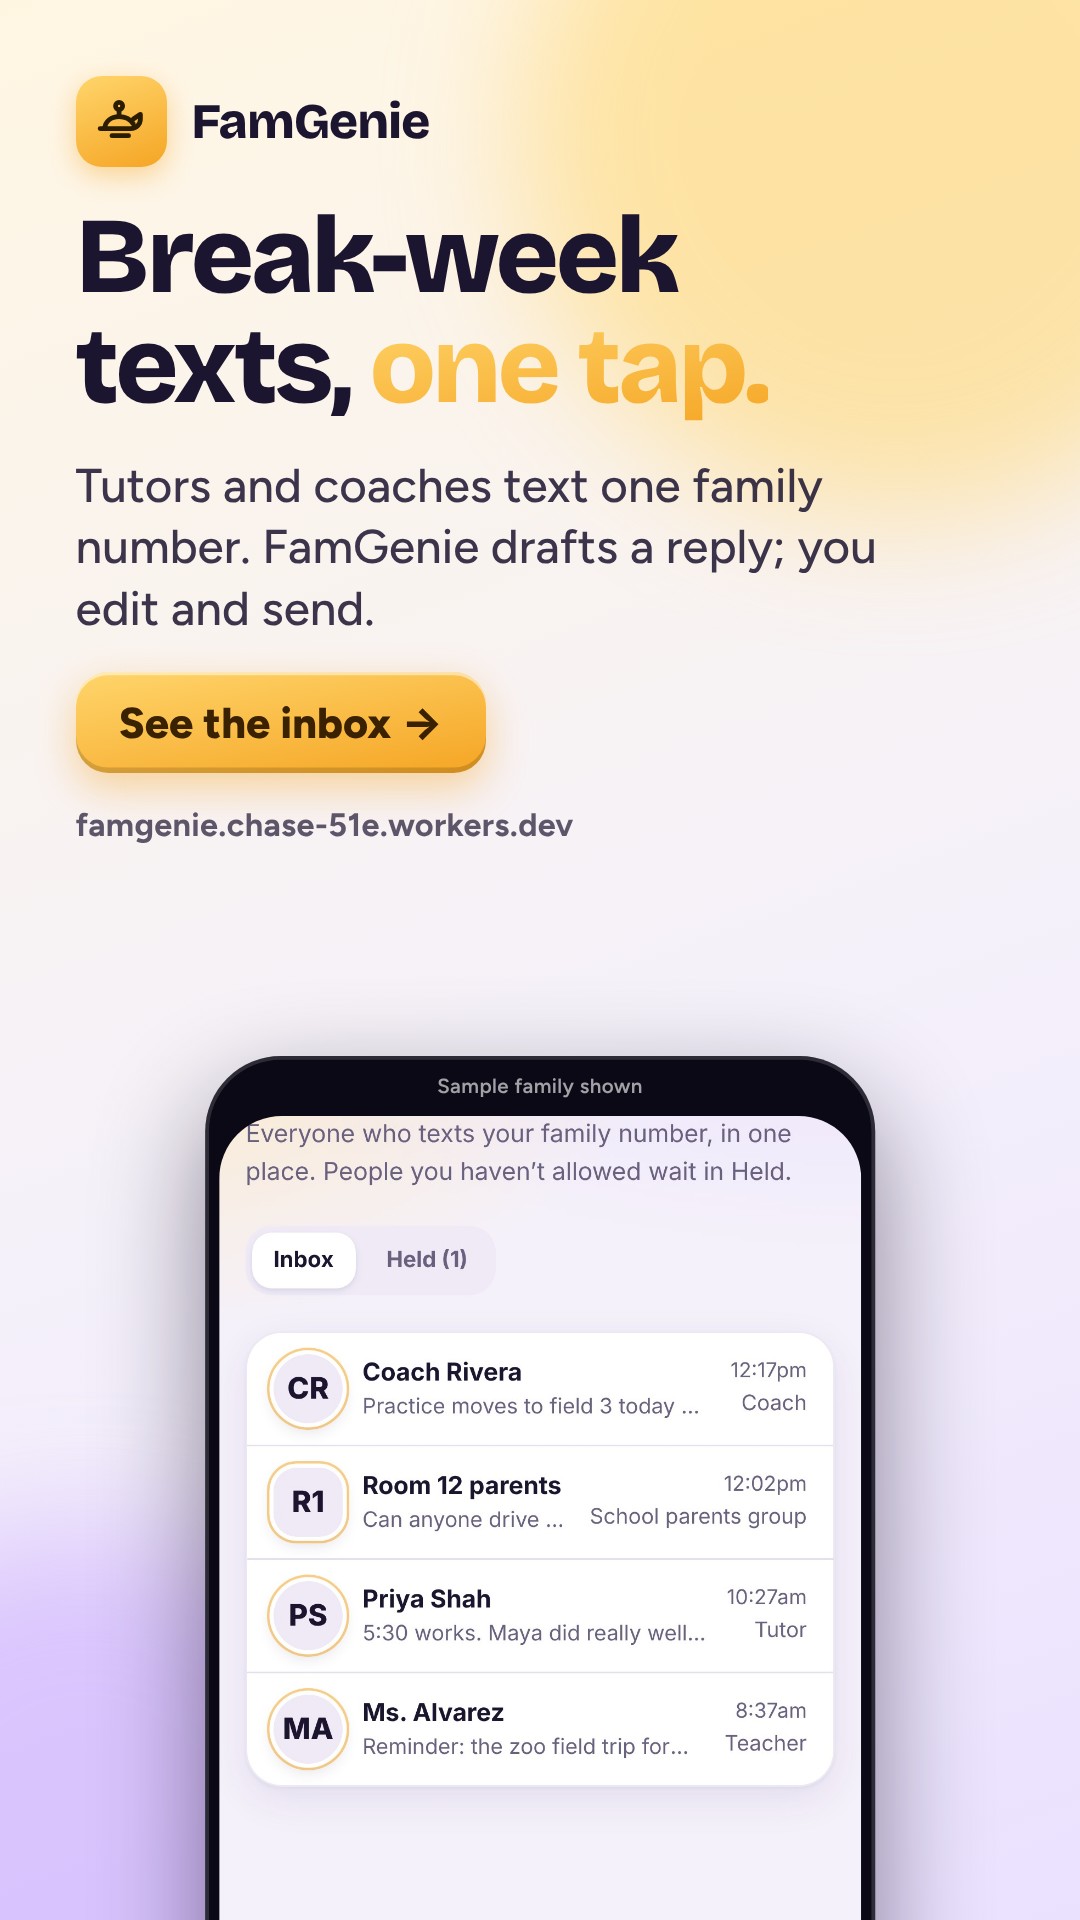 FamGenie
Break-week
texts, one tap.
Tutors and coaches text one family
number. FamGenie drafts a reply; you
edit and send.
See the inbox →
famgenie.chase-51e.workers.dev
Sample family shown
Everyone who texts your family number, in one
place. People you haven’t allowed wait in Held.
Inbox
Held (1)
CR
Coach Rivera
12:17pm
Practice moves to field 3 today ...
Coach
R1
Room 12 parents
12:02pm
Can anyone drive ...
School parents group
PS
Priya Shah
10:27am
5:30 works. Maya did really well...
Tutor
MA
Ms. Alvarez
8:37am
Reminder: the zoo field trip for...
Teacher